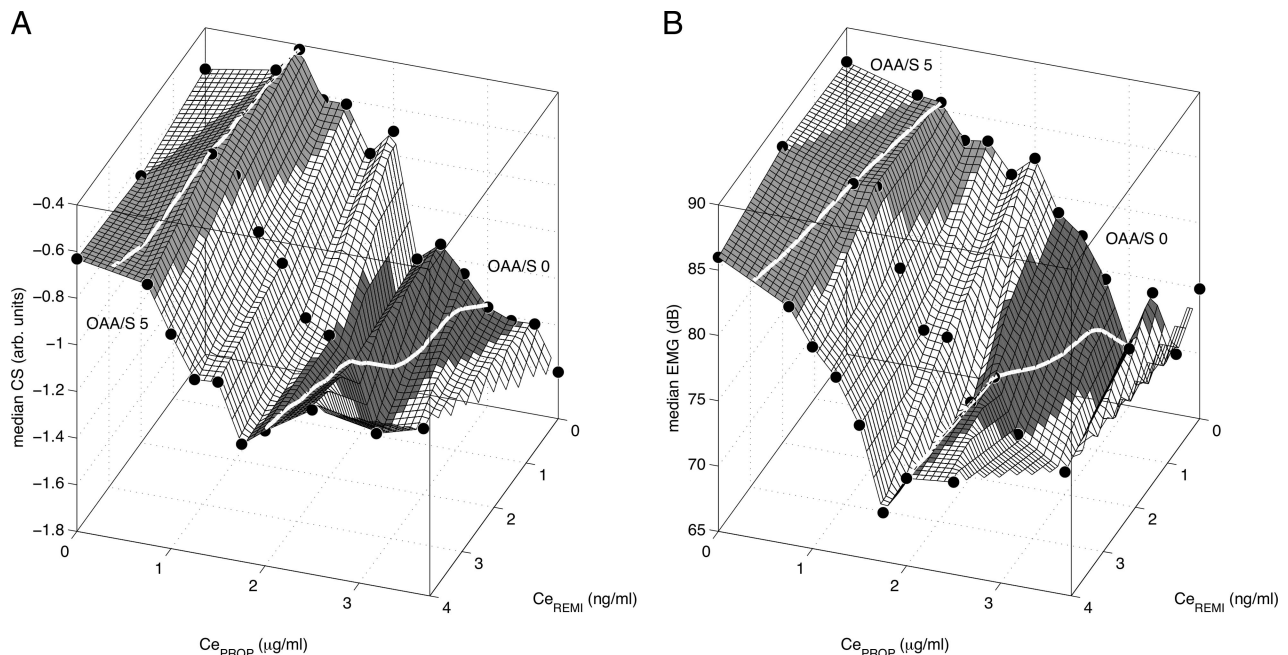 A
B
OAA/S 5
OAA/S 0
OAA/S 5
−0.4
−0.6
−0.8
−1
−1.2
−1.4
−1.6
−1.8
median CS (arb. units)
0
1
2
3
4
3
2
1
0
Ce_PROP (μg/ml)
Ce_REMI (ng/ml)
OAA/S 5
OAA/S 0
90
85
80
75
70
65
median EMG (dB)
0
1
2
3
4
3
2
1
0
Ce_PROP (μg/ml)
Ce_REMI (ng/ml)